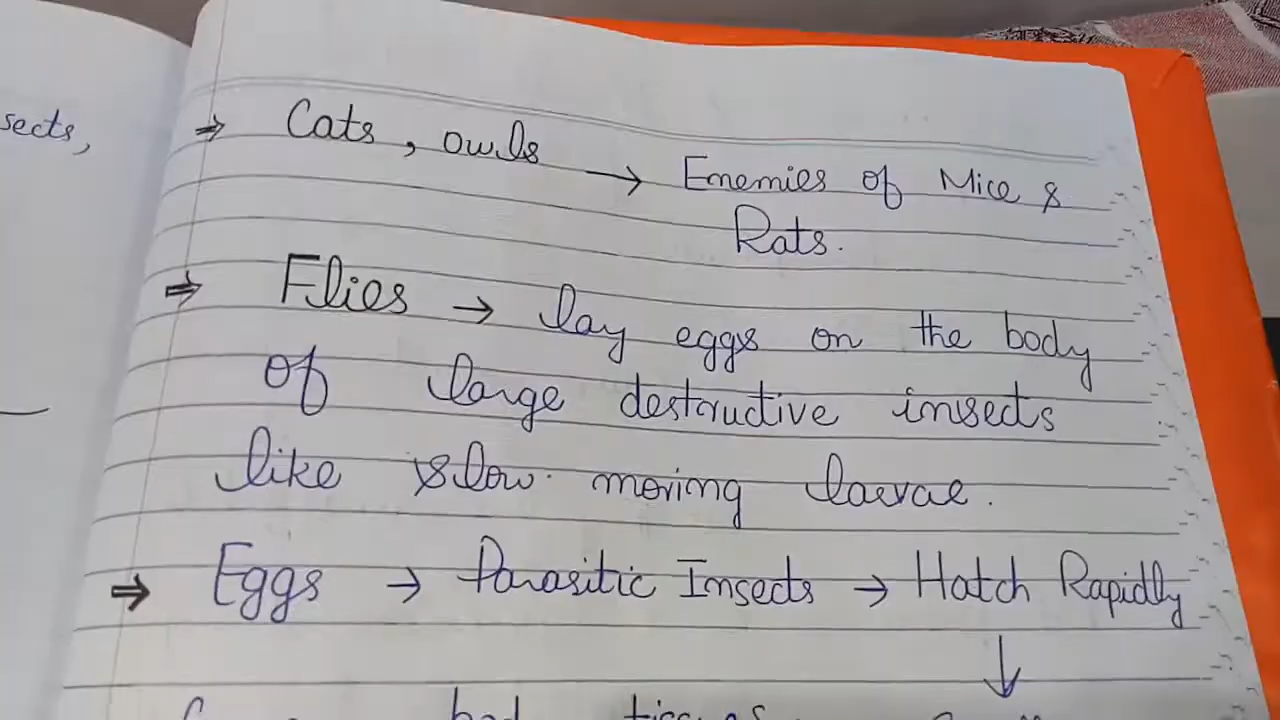 sects,
⇒ Cats, owls → Enemies of Mice &
Rats.
⇒ Flies → lay eggs on the body
of large destructive insects
like slow moving larvae.
⇒ Eggs → Parasitic Insects → Hatch Rapidly
↓